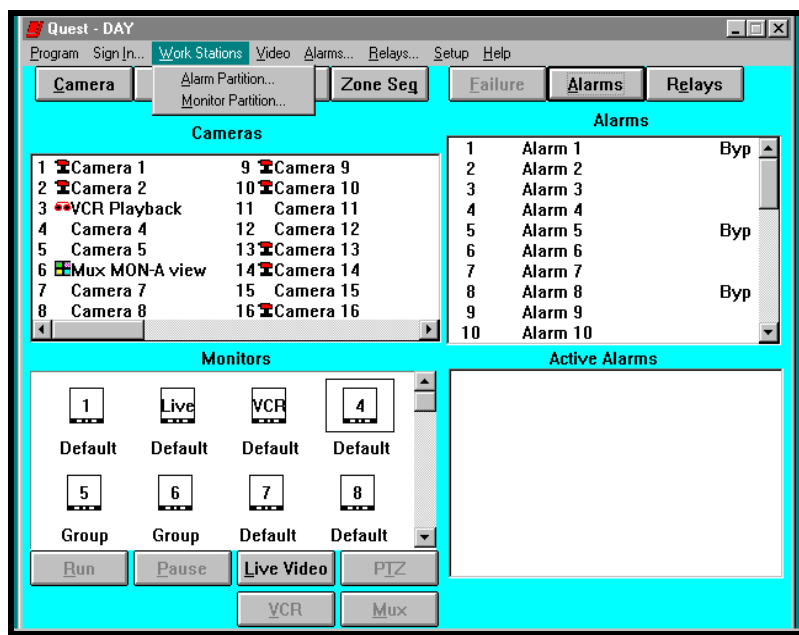 Quest - DAY
Program Sign In... Work Stations Video Alarms... Relays... Setup Help
Alarm Partition...
Monitor Partition...
Camera Zone Seq Failure Alarms Relays
Cameras
1 Camera 1 9 Camera 9
2 Camera 2 10 Camera 10
3 VCR Playback 11 Camera 11
4 Camera 4 12 Camera 12
5 Camera 5 13 Camera 13
6 Mux MON-A view 14 Camera 14
7 Camera 7 15 Camera 15
8 Camera 8 16 Camera 16
Alarms
1 Alarm 1 Byp
2 Alarm 2
3 Alarm 3
4 Alarm 4
5 Alarm 5 Byp
6 Alarm 6
7 Alarm 7
8 Alarm 8 Byp
9 Alarm 9
10 Alarm 10
Monitors
1 Live VCR 4
Default Default Default Default
5 6 7 8
Group Group Default Default
Active Alarms
Run Pause Live Video PTZ
VCR Mux